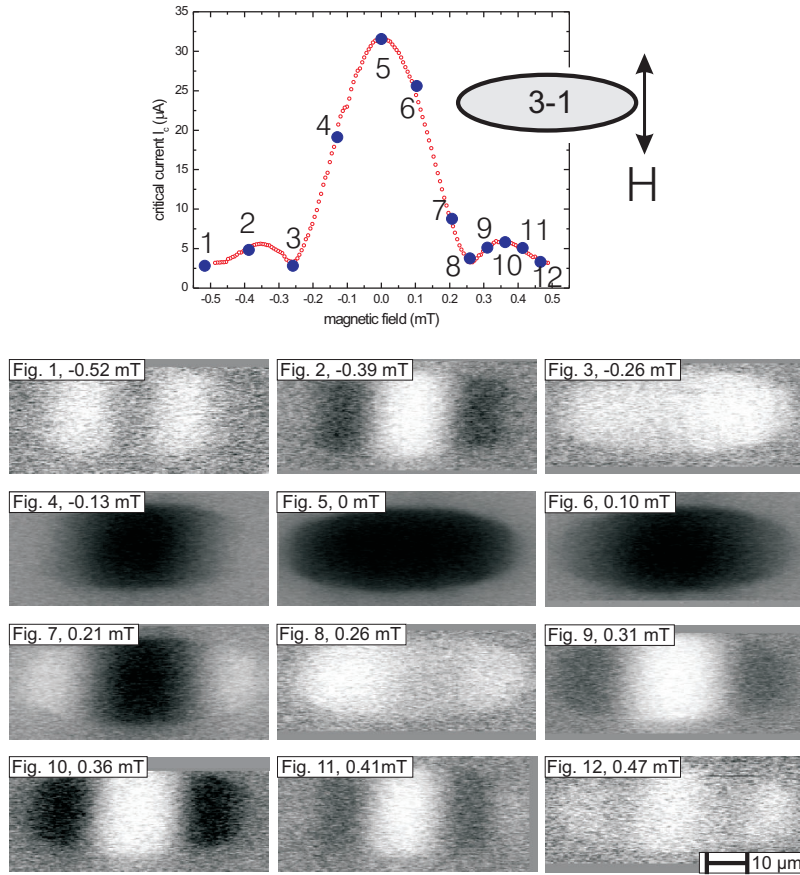 35
30
25
20
15
10
5
0
critical current I_c (μA)
-0.5 -0.4 -0.3 -0.2 -0.1 0.0 0.1 0.2 0.3 0.4 0.5
magnetic field (mT)
1
2
3
4
5
6
7
8
9
10
11
12
3-1
H
Fig. 1, -0.52 mT
Fig. 2, -0.39 mT
Fig. 3, -0.26 mT
Fig. 4, -0.13 mT
Fig. 5, 0 mT
Fig. 6, 0.10 mT
Fig. 7, 0.21 mT
Fig. 8, 0.26 mT
Fig. 9, 0.31 mT
Fig. 10, 0.36 mT
Fig. 11, 0.41mT
Fig. 12, 0.47 mT
10 μm